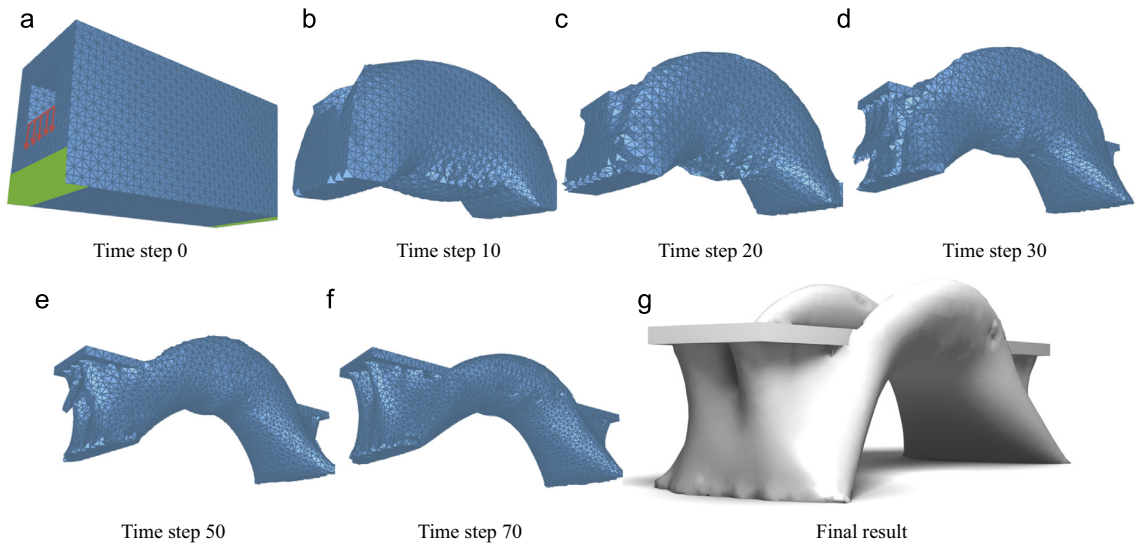 a
b
c
d
Time step 0
Time step 10
Time step 20
Time step 30
e
f
g
Time step 50
Time step 70
Final result